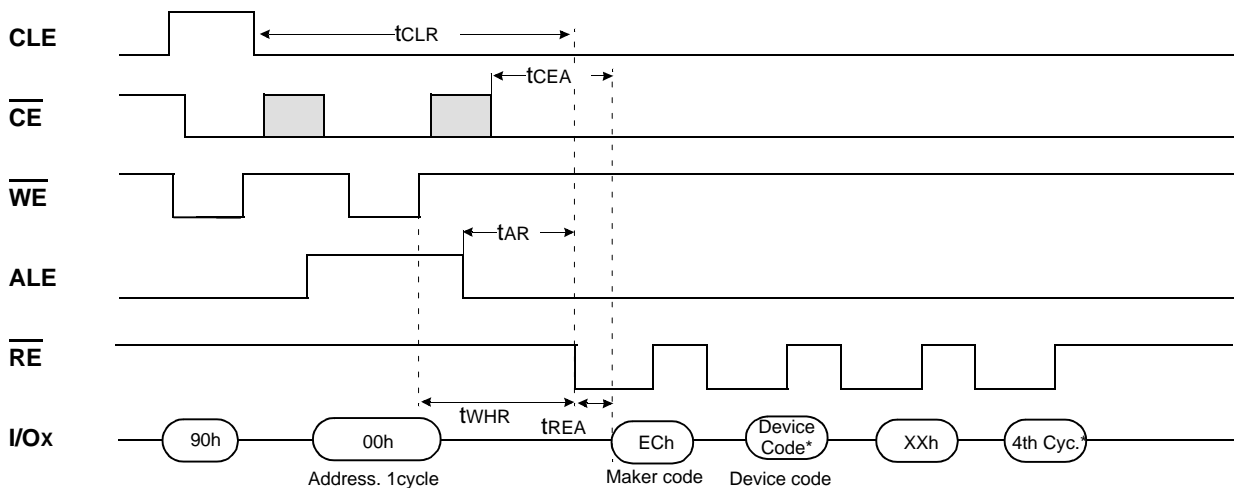 CLE
tCLR
tCEA
CE
WE
tAR
ALE
RE
tWHR
tREA
I/Ox
90h
00h
ECh
Device
Code*
XXh
4th Cyc.*
Address. 1cycle
Maker code
Device code